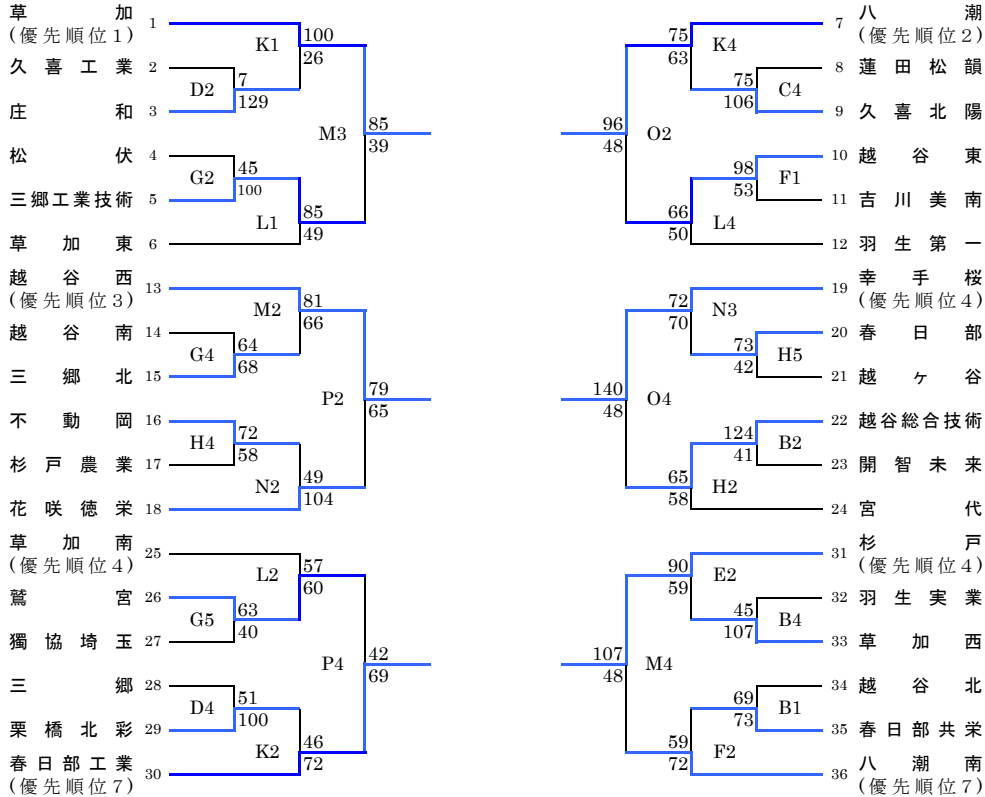 草加
(優先順位1)
1
久喜工業 2
庄和 3
松伏 4
三郷工業技術 5
草加東 6
K1
100
26
D2
7
129
M3
85
39
G2
45
100
L1
85
49
越谷西
(優先順位3)
13
越谷南 14
三郷北 15
不動岡 16
杉戸農業 17
花咲徳栄 18
M2
81
66
G4
64
68
P2
79
65
H4
72
58
N2
49
104
草加南
(優先順位4)
25
鷲宮 26
獨協埼玉 27
三郷 28
栗橋北彩 29
春日部工業
(優先順位7)
30
L2
57
60
G5
63
40
P4
42
69
D4
51
100
K2
46
72
八潮
(優先順位2)
7
8 蓮田松韻
9 久喜北陽
10 越谷東
11 吉川美南
12 羽生第一
75
63
K4
75
106
C4
96
48
O2
98
53
F1
66
50
L4
幸手桜
(優先順位4)
19
20 春日部
21 越ヶ谷
22 越谷総合技術
23 開智未来
24 宮代
72
70
N3
73
42
H5
140
48
O4
124
41
B2
65
58
H2
杉戸
(優先順位4)
31
32 羽生実業
33 草加西
34 越谷北
35 春日部共栄
36 八潮南
(優先順位7)
90
59
E2
45
107
B4
107
48
M4
69
73
B1
59
72
F2